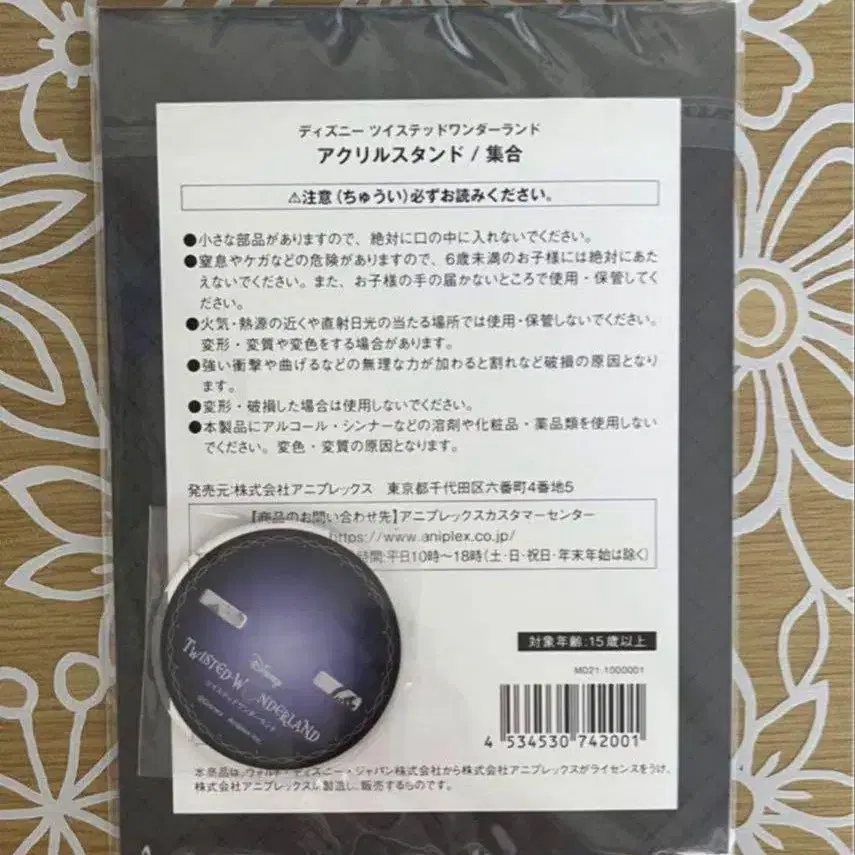 ディズニー ツイステッドワンダーランド
アクリルスタンド / 集合
⚠注意(ちゅうい)必ずお読みください。
●小さな部品がありますので、絶対に口の中に入れないでください。
●窒息やケガなどの危険がありますので、6歳未満のお子様には絶対にあた
えないでください。また、お子様の手の届かないところで使用・保管してく
ださい。
●火気・熱源の近くや直射日光の当たる場所では使用・保管しないでください。
変形・変質や変色をする場合があります。
●強い衝撃や曲げるなどの無理な力が加わると割れなど破損の原因となり
ます。
●変形・破損した場合は使用しないでください。
●本製品にアルコール・シンナーなどの溶剤や化粧品・薬品類を使用しない
でください。変色・変質の原因となります。
発売元:株式会社アニプレックス 東京都千代田区六番町4番地5
【商品のお問い合わせ先】アニプレックスカスタマーセンター
https://www.aniplex.co.jp/
時間:平日10時〜18時(土・日・祝日・年末年始は除く)
対象年齢:15歳以上
MO21-1000001
4 534530 742001
Disney
TWISTED-WONDERLAND
ツイステッドワンダーランド
©Disney
本商品は、ウォルト・ディズニー・ジャパン株式会社から株式会社アニプレックスがライセンスをうけ、
株式会社アニプレックスが製造し、販売するものです。